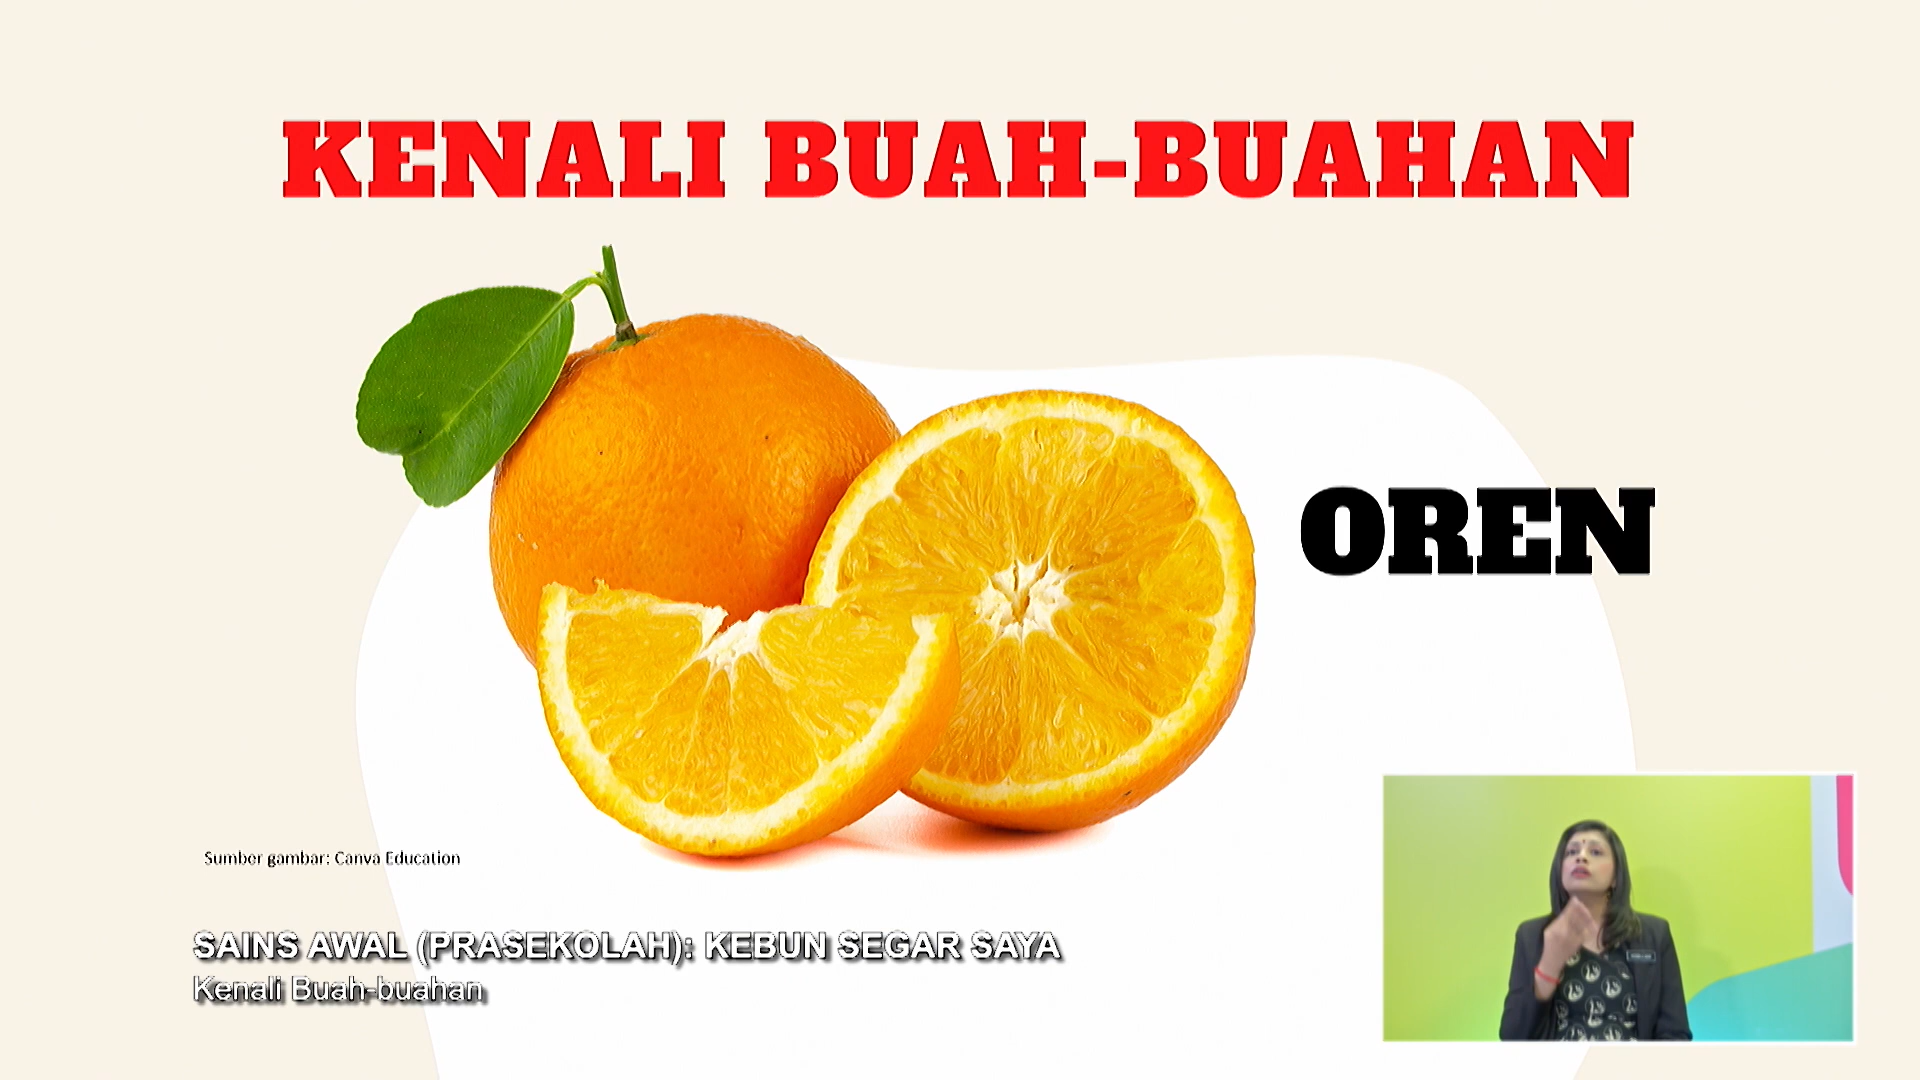 KENALI BUAH-BUAHAN
OREN
Sumber gambar: Canva Education
SAINS AWAL (PRASEKOLAH): KEBUN SEGAR SAYA
Kenali Buah-buahan